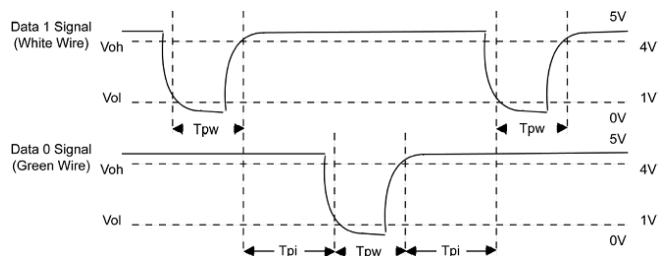 Data 1 Signal
(White Wire)
Voh
Vol
5V
4V
1V
0V
Tpw
Tpw
Data 0 Signal
(Green Wire)
Voh
Vol
5V
4V
1V
0V
Tpi
Tpw
Tpi